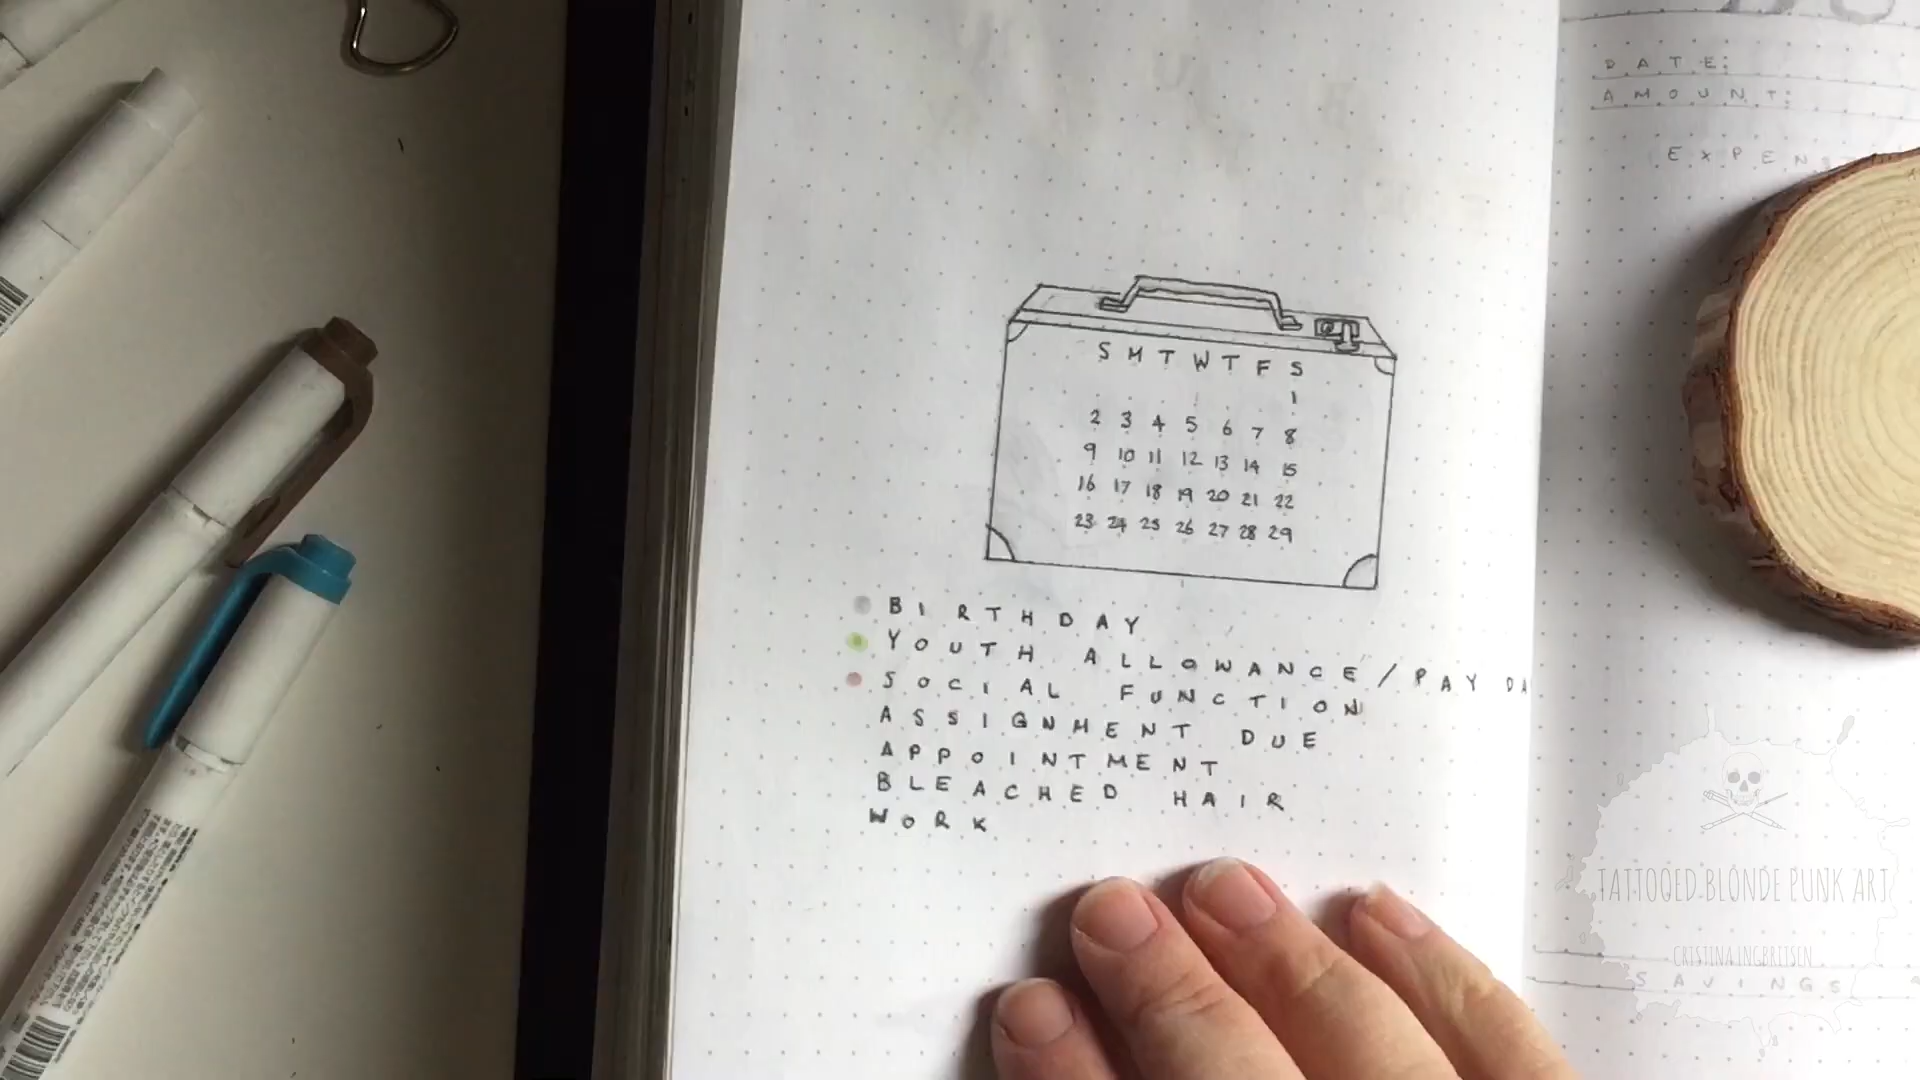 S M T W T F S
1
2 3 4 5 6 7 8
9 10 11 12 13 14 15
16 17 18 19 20 21 22
23 24 25 26 27 28 29
BIRTHDAY
YOUTH ALLOWANCE / PAY DA
SOCIAL FUNCTION
ASSIGNMENT DUE
APPOINTMENT
BLEACHED HAIR
WORK
DATE:
AMOUNT:
EXPENS
SAVINGS
TATTOOED BLONDE PUNK ART
CRISTINA INGBRITSEN